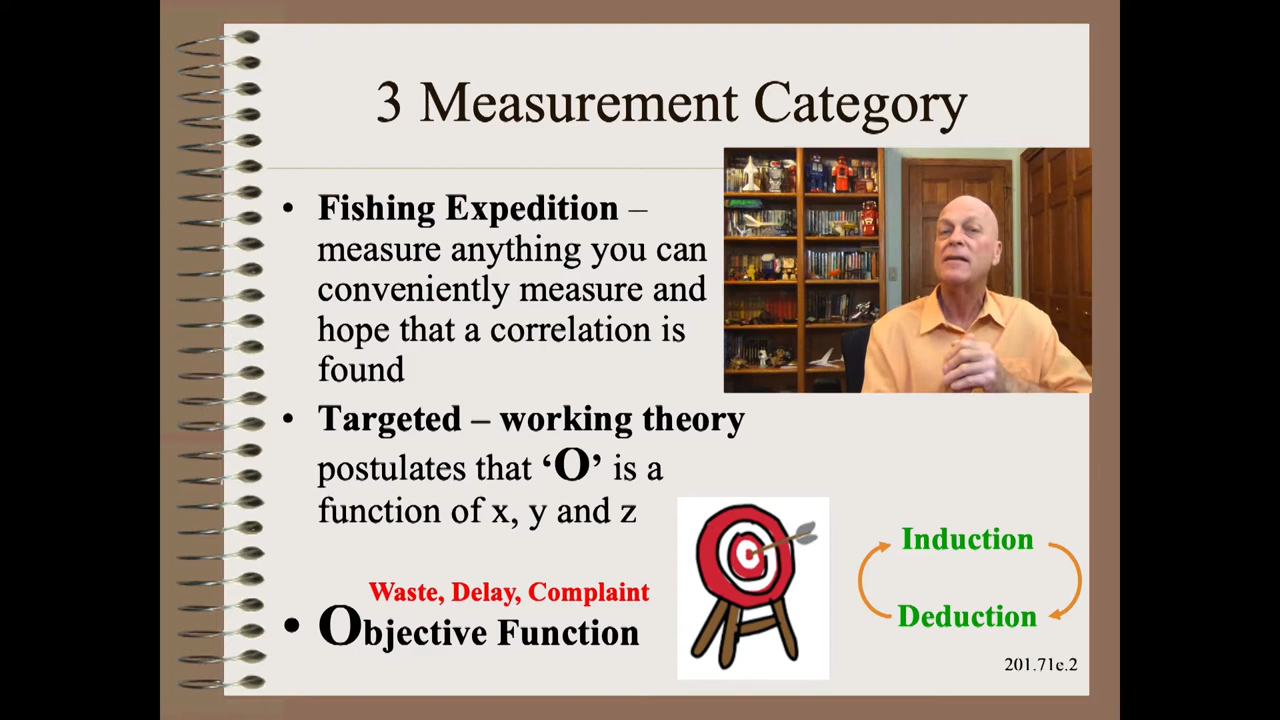 3 Measurement Category
• Fishing Expedition –
measure anything you can
conveniently measure and
hope that a correlation is
found
• Targeted – working theory
postulates that ‘O’ is a
function of x, y and z
Waste, Delay, Complaint
• Objective Function
Induction
Deduction
201.71c.2